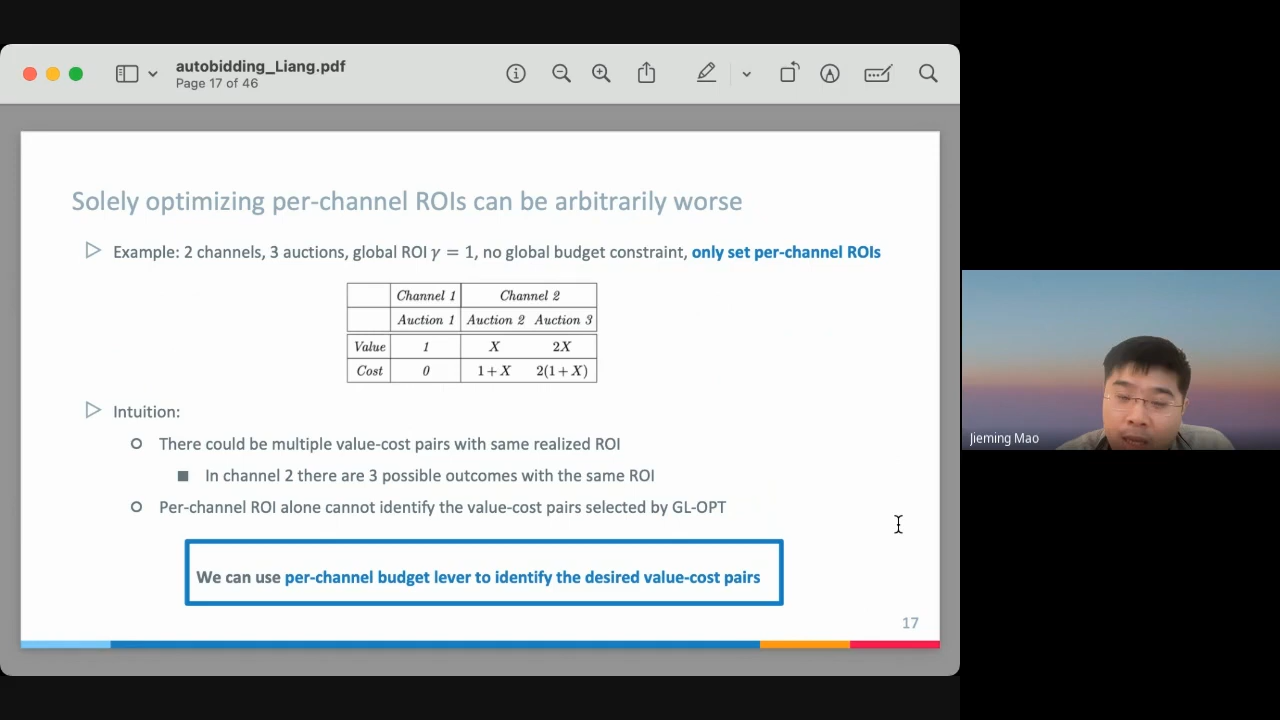 autobidding_Liang.pdf
Page 17 of 46
Solely optimizing per-channel ROIs can be arbitrarily worse
Example: 2 channels, 3 auctions, global ROI γ = 1, no global budget constraint, only set per-channel ROIs
Channel 1 Channel 2
Auction 1 Auction 2 Auction 3
Value 1 X 2X
Cost 0 1 + X 2(1 + X)
Intuition:
There could be multiple value-cost pairs with same realized ROI
In channel 2 there are 3 possible outcomes with the same ROI
Per-channel ROI alone cannot identify the value-cost pairs selected by GL-OPT
We can use per-channel budget lever to identify the desired value-cost pairs
17
Jieming Mao